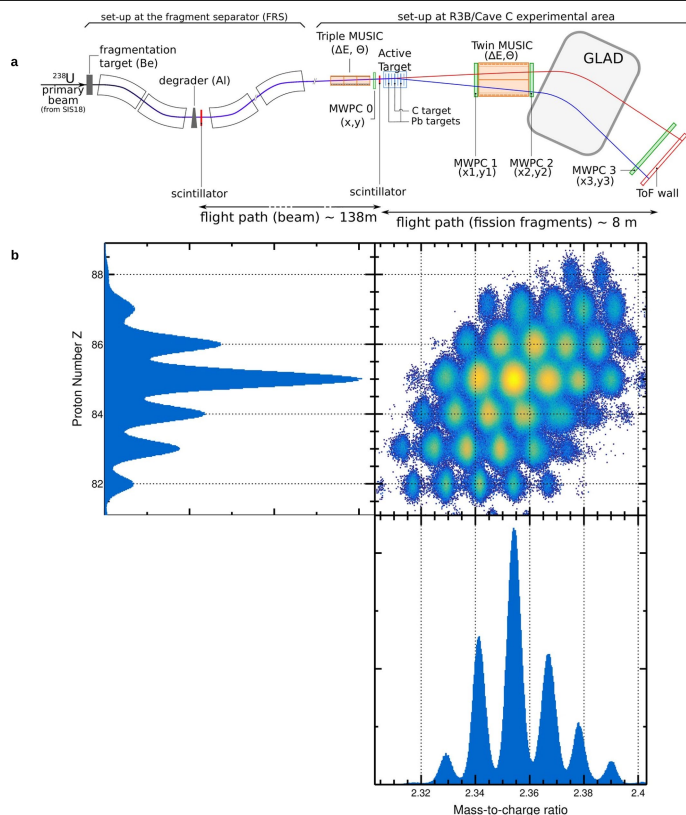 set-up at the fragment separator (FRS)
set-up at R3B/Cave C experimental area
a
fragmentation
target (Be)
238U
primary
beam
(from SIS18)
degrader (Al)
scintillator
Triple MUSIC
(ΔE, Θ)
Active
Target
MWPC 0
(x,y)
C target
Pb targets
scintillator
Twin MUSIC
(ΔE,Θ)
GLAD
MWPC 1
(x1,y1)
MWPC 2
(x2,y2)
MWPC 3
(x3,y3)
ToF wall
flight path (beam) ~ 138m
flight path (fission fragments) ~ 8 m
b
Proton Number Z
88
86
84
82
2.32
2.34
2.36
2.38
2.4
Mass-to-charge ratio